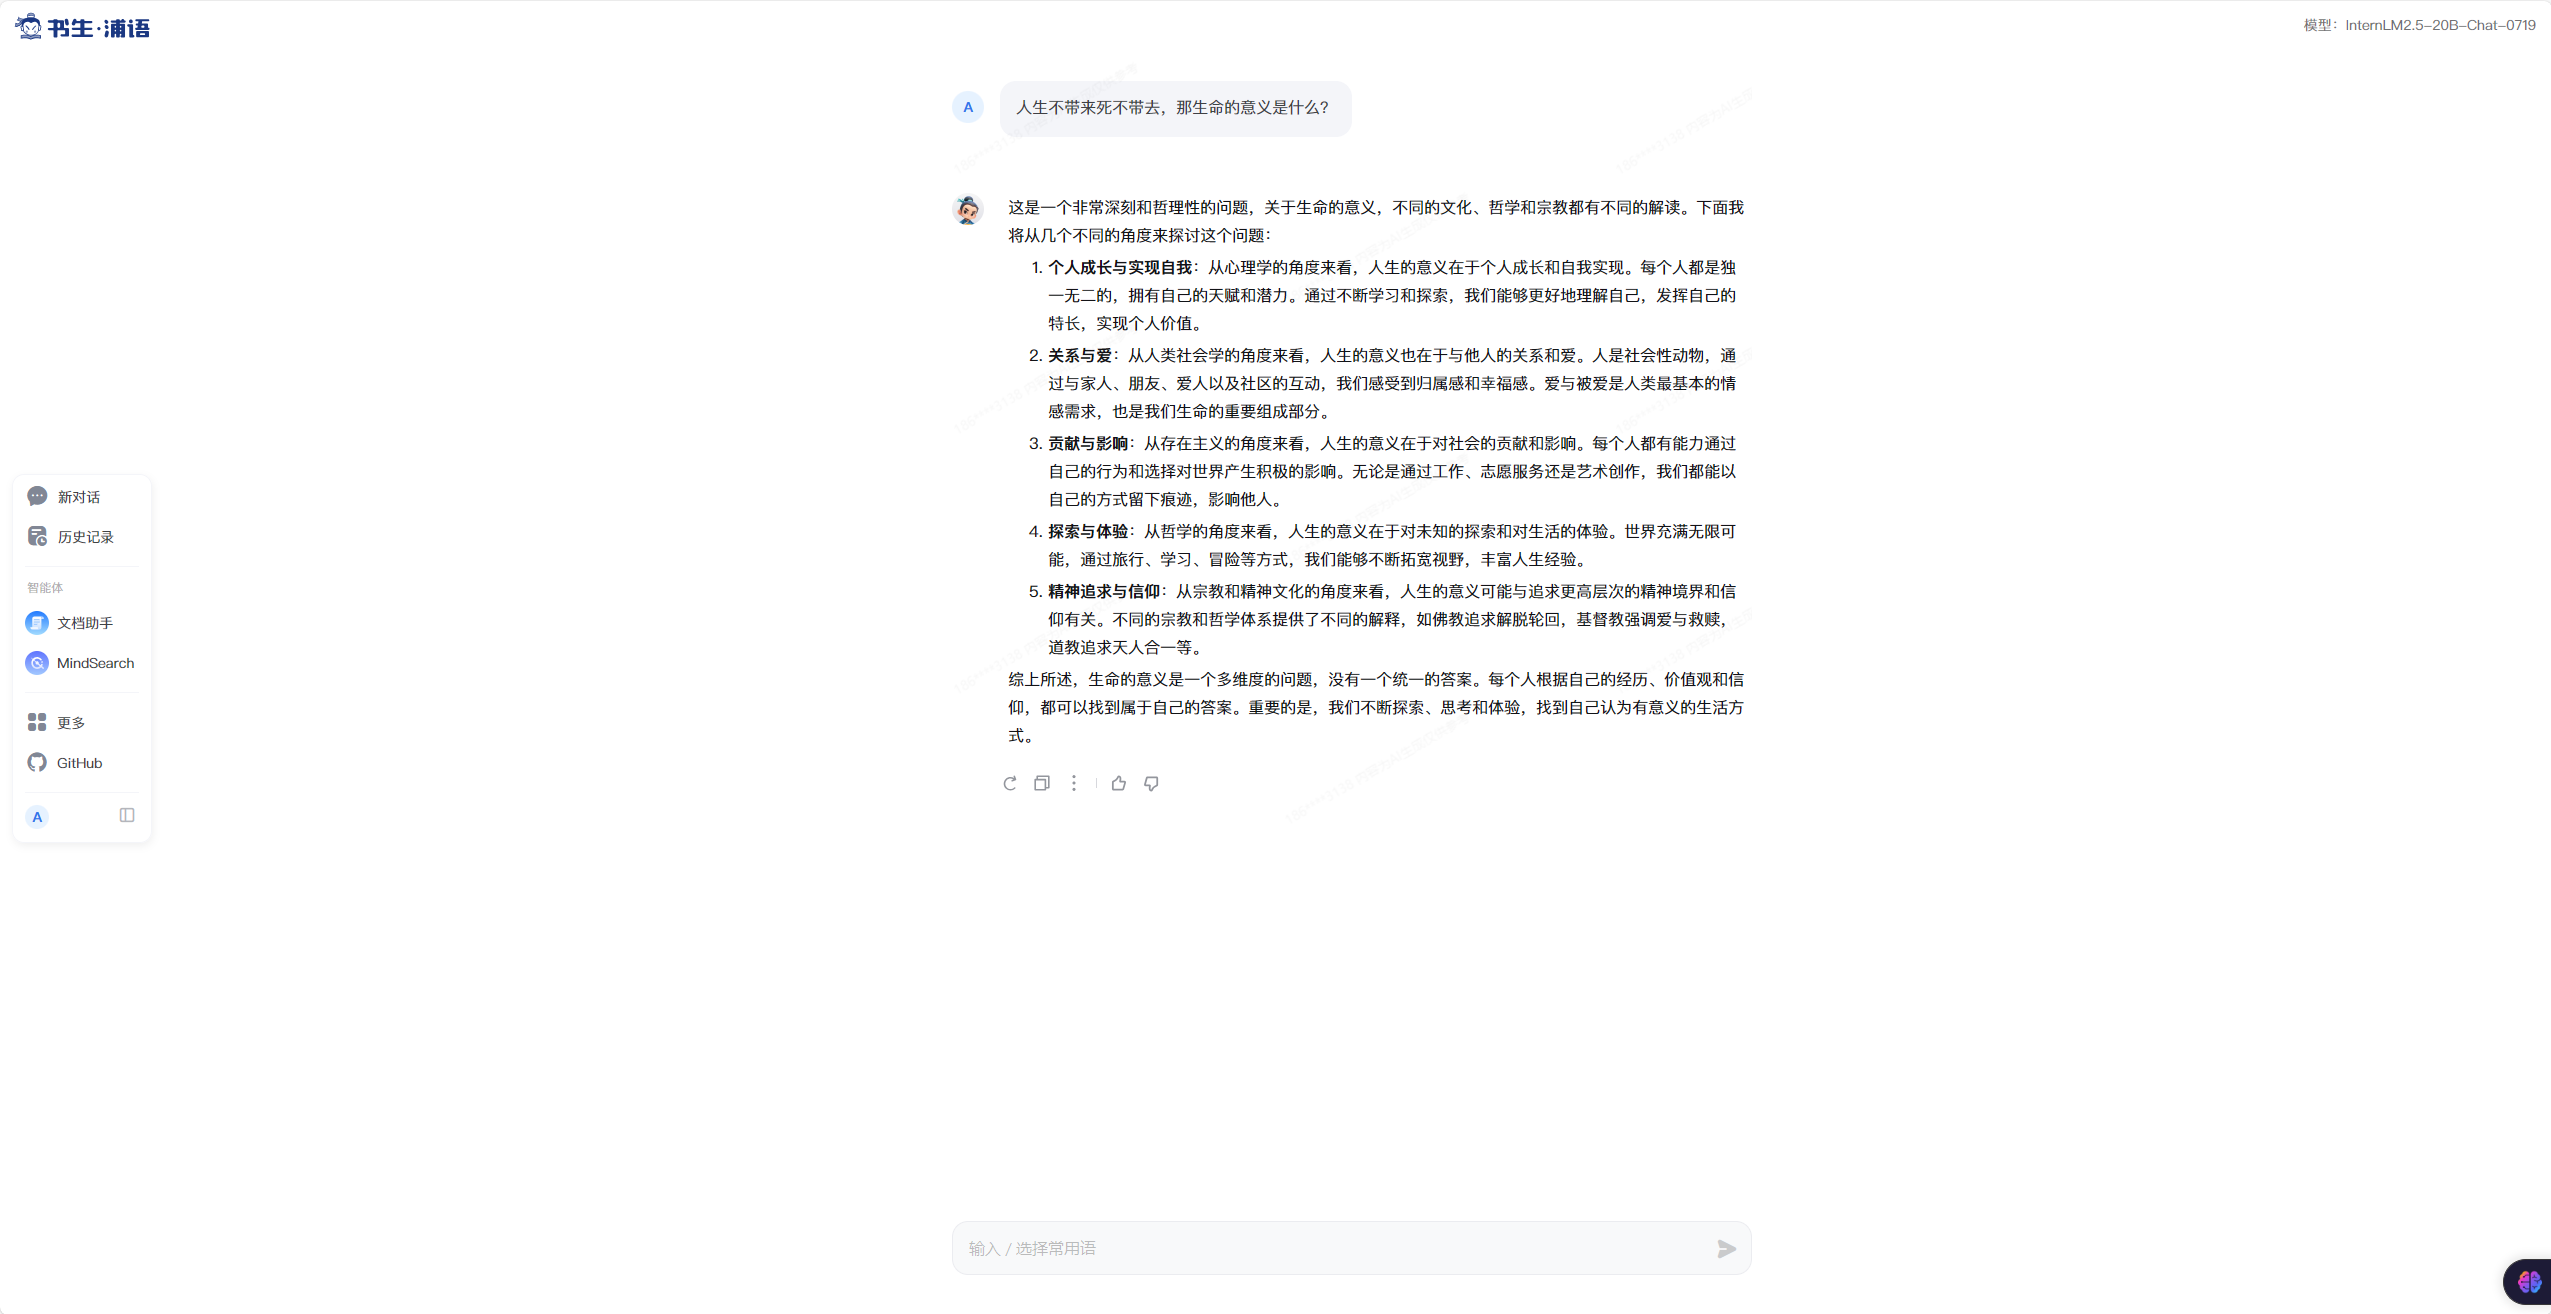 书生·浦语
模型：InternLM2.5-20B-Chat-0719
A
人生不带来死不带去，那生命的意义是什么？
这是一个非常深刻和哲理性的问题，关于生命的意义，不同的文化、哲学和宗教都有不同的解读。下面我
将从几个不同的角度来探讨这个问题：
1. 个人成长与实现自我：从心理学的角度来看，人生的意义在于个人成长和自我实现。每个人都是独
一无二的，拥有自己的天赋和潜力。通过不断学习和探索，我们能够更好地理解自己，发挥自己的
特长，实现个人价值。
2. 关系与爱：从人类社会学的角度来看，人生的意义也在于与他人的关系和爱。人是社会性动物，通
过与家人、朋友、爱人以及社区的互动，我们感受到归属感和幸福感。爱与被爱是人类最基本的情
感需求，也是我们生命的重要组成部分。
3. 贡献与影响：从存在主义的角度来看，人生的意义在于对社会的贡献和影响。每个人都有能力通过
自己的行为和选择对世界产生积极的影响。无论是通过工作、志愿服务还是艺术创作，我们都能以
自己的方式留下痕迹，影响他人。
4. 探索与体验：从哲学的角度来看，人生的意义在于对未知的探索和对生活的体验。世界充满无限可
能，通过旅行、学习、冒险等方式，我们能够不断拓宽视野，丰富人生经验。
5. 精神追求与信仰：从宗教和精神文化的角度来看，人生的意义可能与追求更高层次的精神境界和信
仰有关。不同的宗教和哲学体系提供了不同的解释，如佛教追求解脱轮回，基督教强调爱与救赎，
道教追求天人合一等。
综上所述，生命的意义是一个多维度的问题，没有一个统一的答案。每个人根据自己的经历、价值观和信
仰，都可以找到属于自己的答案。重要的是，我们不断探索、思考和体验，找到自己认为有意义的生活方
式。
新对话
历史记录
智能体
文档助手
MindSearch
更多
GitHub
A
输入 / 选择常用语